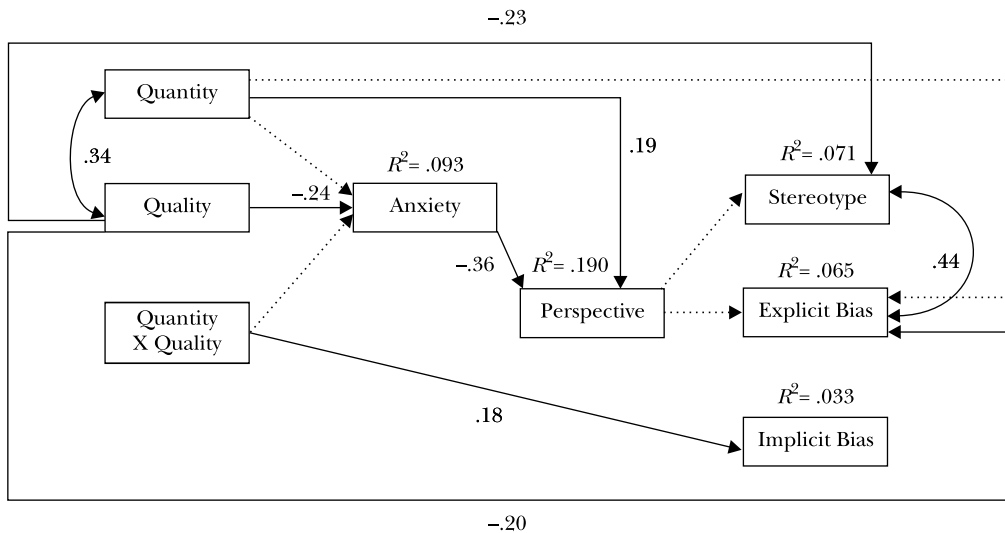 –.23
Quantity
.34
.19
R² = .071
R² = .093
–.24
Quality
Anxiety
Stereotype
–.36
R² = .190
R² = .065
.44
Quantity
X Quality
Perspective
Explicit Bias
R² = .033
.18
Implicit Bias
–.20